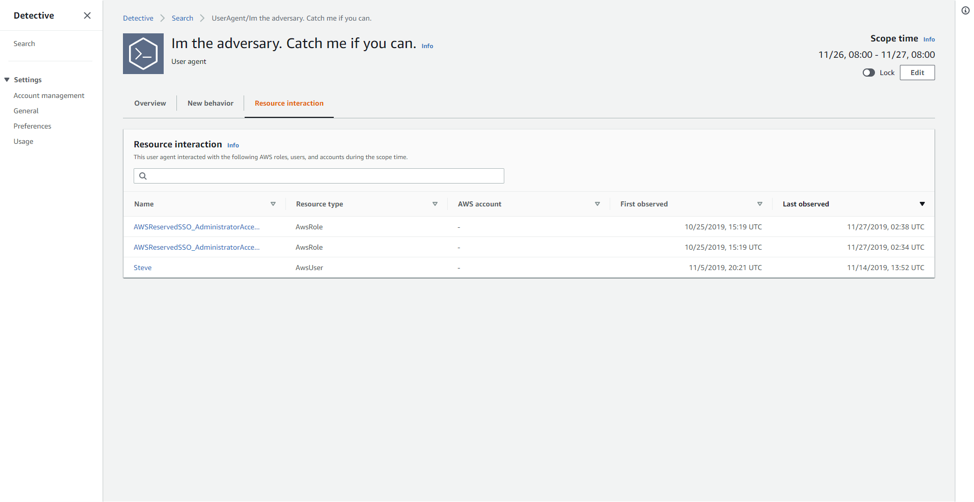 Detective
Search
Settings
Account management
General
Preferences
Usage
Detective Search UserAgent/Im the adversary. Catch me if you can.
Im the adversary. Catch me if you can. Info
User agent
Scope time Info
11/26, 08:00 - 11/27, 08:00
Lock Edit
Overview New behavior Resource interaction
Resource interaction Info
This user agent interacted with the following AWS roles, users, and accounts during the scope time.
Name Resource type AWS account First observed Last observed
AWSReservedSSO_AdministratorAcce... AwsRole - 10/25/2019, 15:19 UTC 11/27/2019, 02:38 UTC
AWSReservedSSO_AdministratorAcce... AwsRole - 10/25/2019, 15:19 UTC 11/27/2019, 02:34 UTC
Steve AwsUser - 11/5/2019, 20:21 UTC 11/14/2019, 13:52 UTC